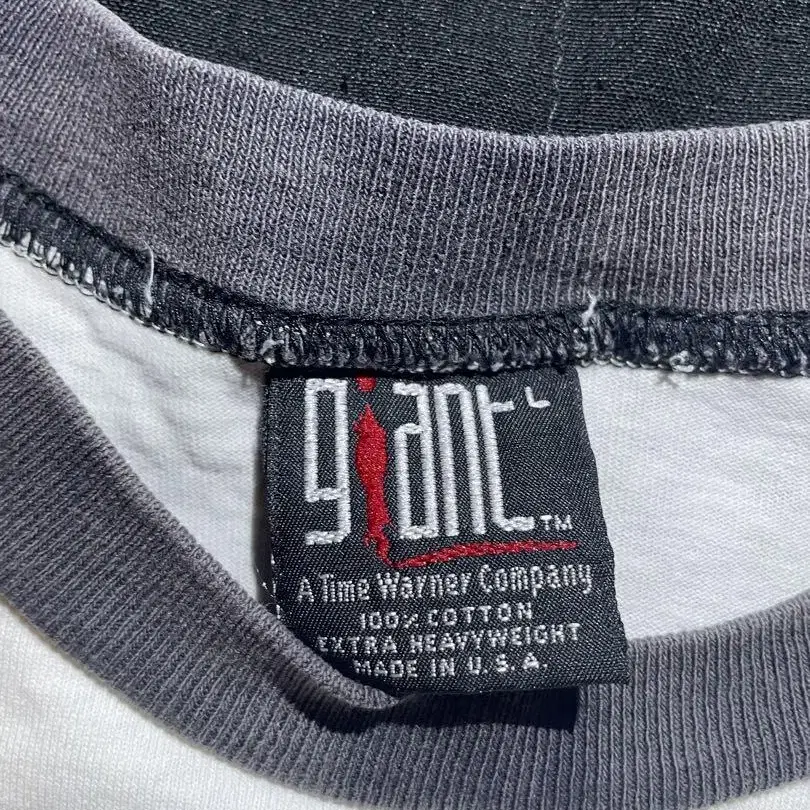 giant L
TM
A Time Warner Company
100% COTTON
EXTRA HEAVYWEIGHT
MADE IN U.S.A.